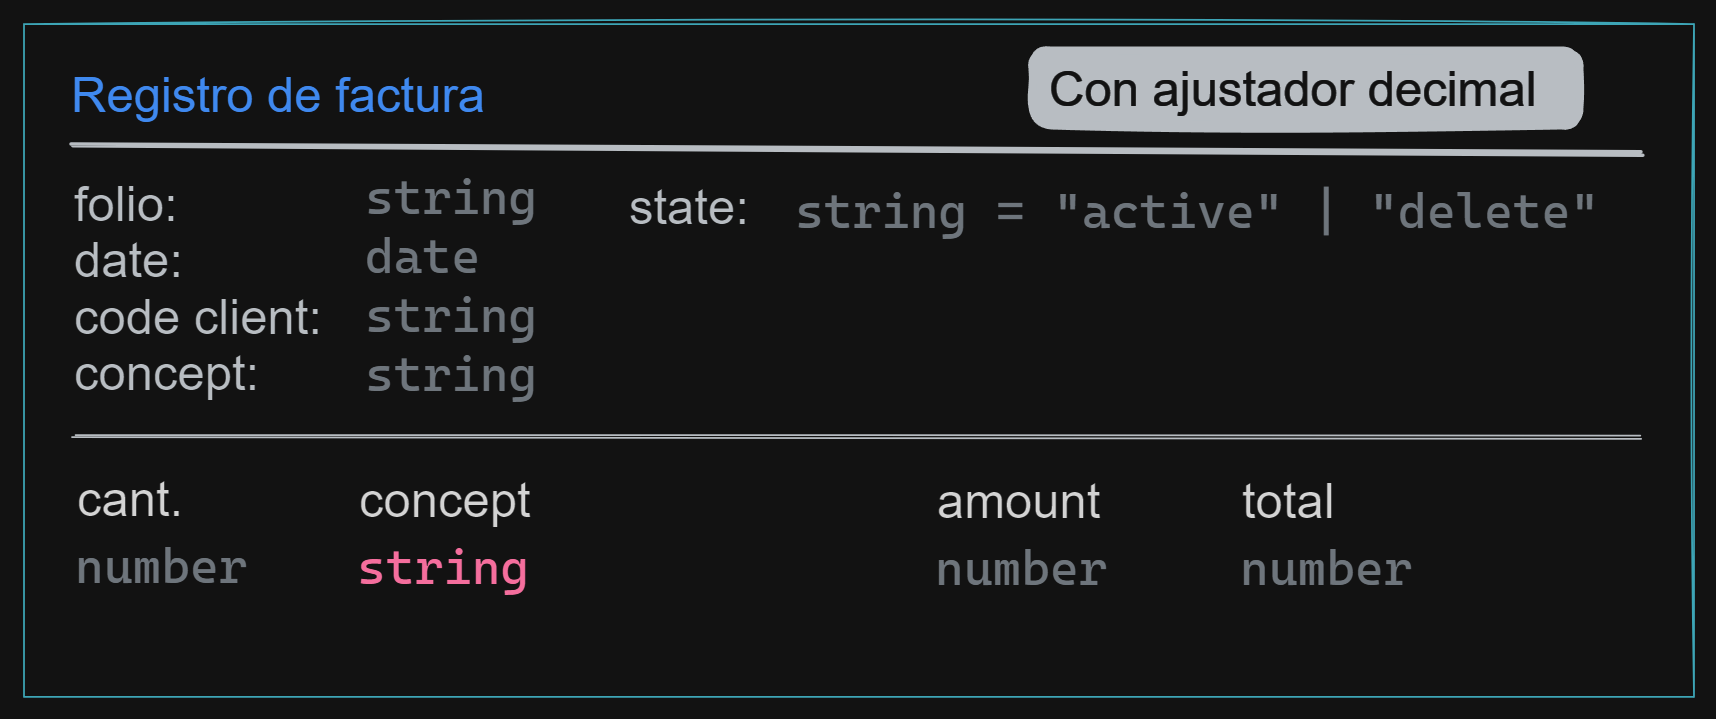 Registro de factura
Con ajustador decimal
folio: string
state: string = "active" | "delete"
date: date
code client: string
concept: string
cant. concept amount total
number string number number